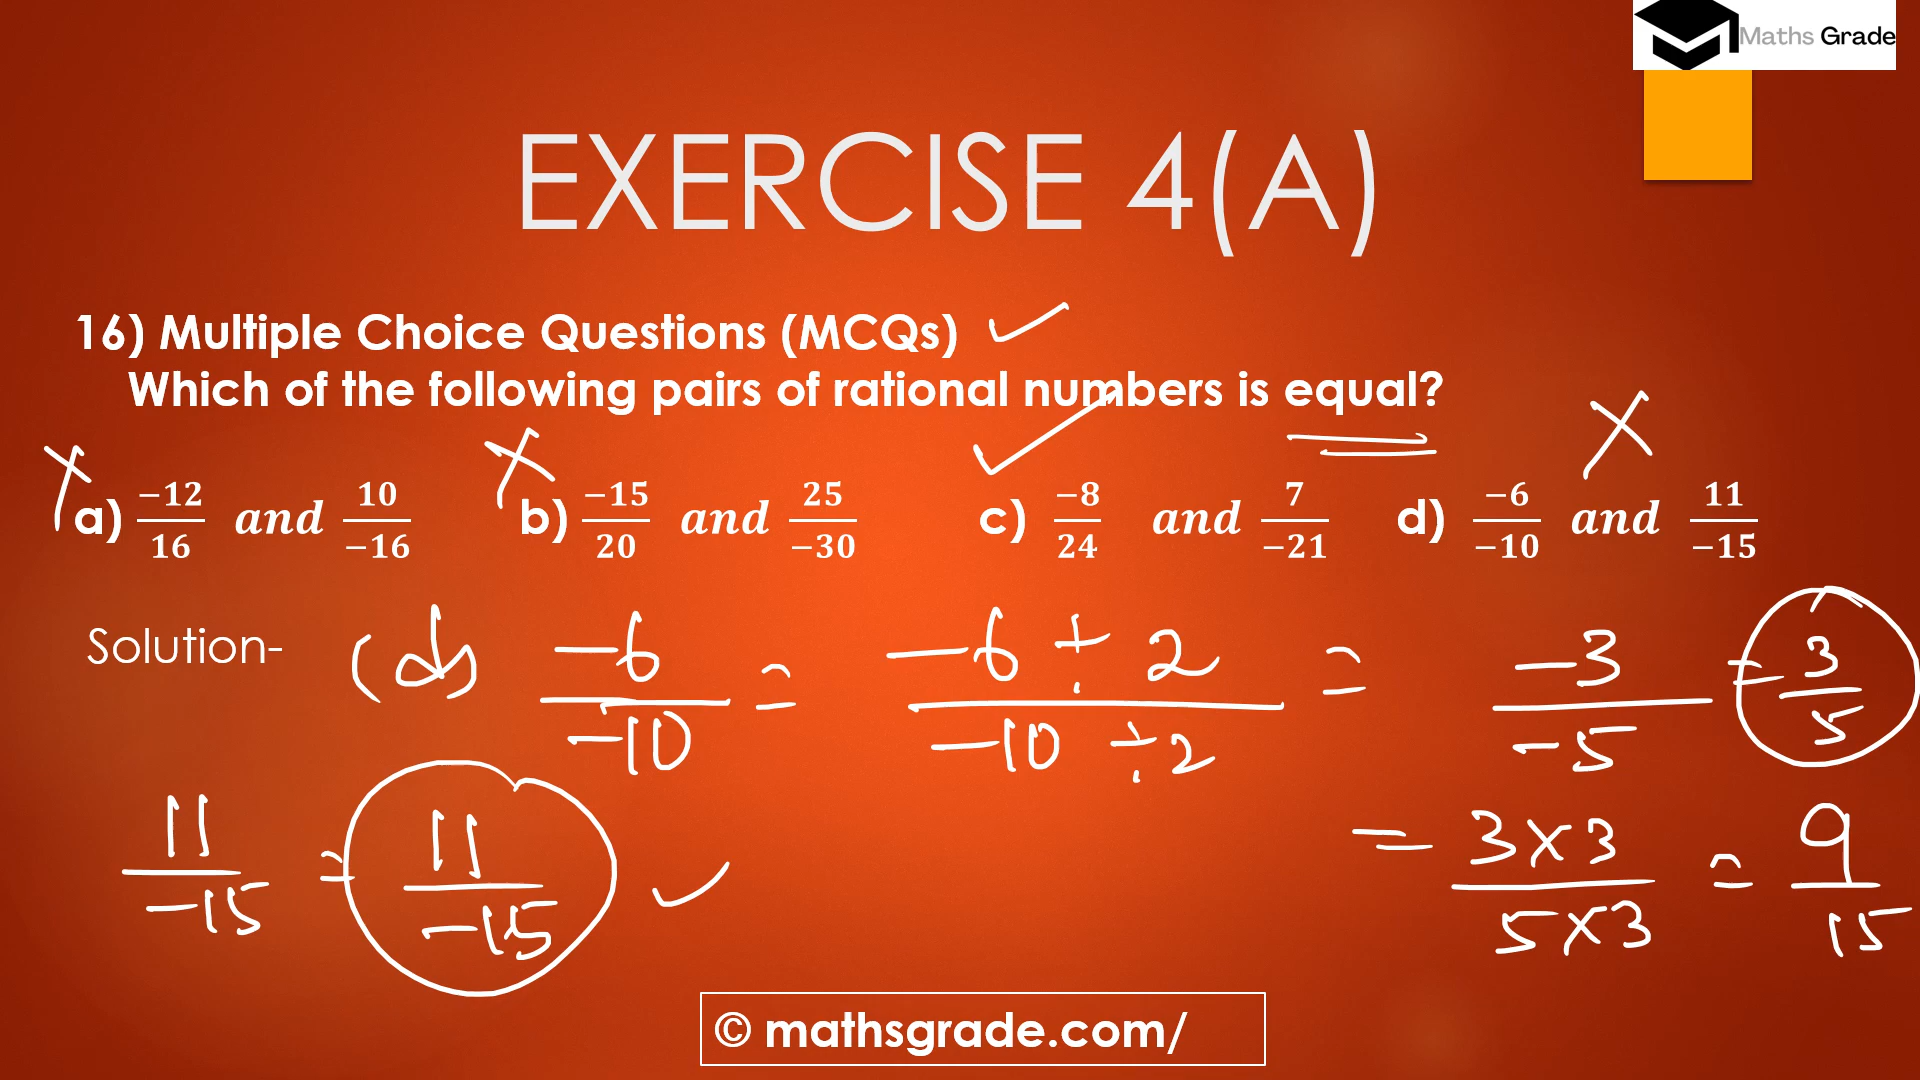 Maths Grade
EXERCISE 4(A)
16) Multiple Choice Questions (MCQs) ✓
Which of the following pairs of rational numbers is equal?
a) −12/16 and 10/−16 b) −15/20 and 25/−30 c) −8/24 and 7/−21 d) −6/−10 and 11/−15
Solution- (d) −6/−10 = −6 ÷ 2/−10 ÷ 2 = −3/−5 = 3/5
11/−15 = 11/−15 ✓ = 3×3/5×3 = 9/15
© mathsgrade.com/